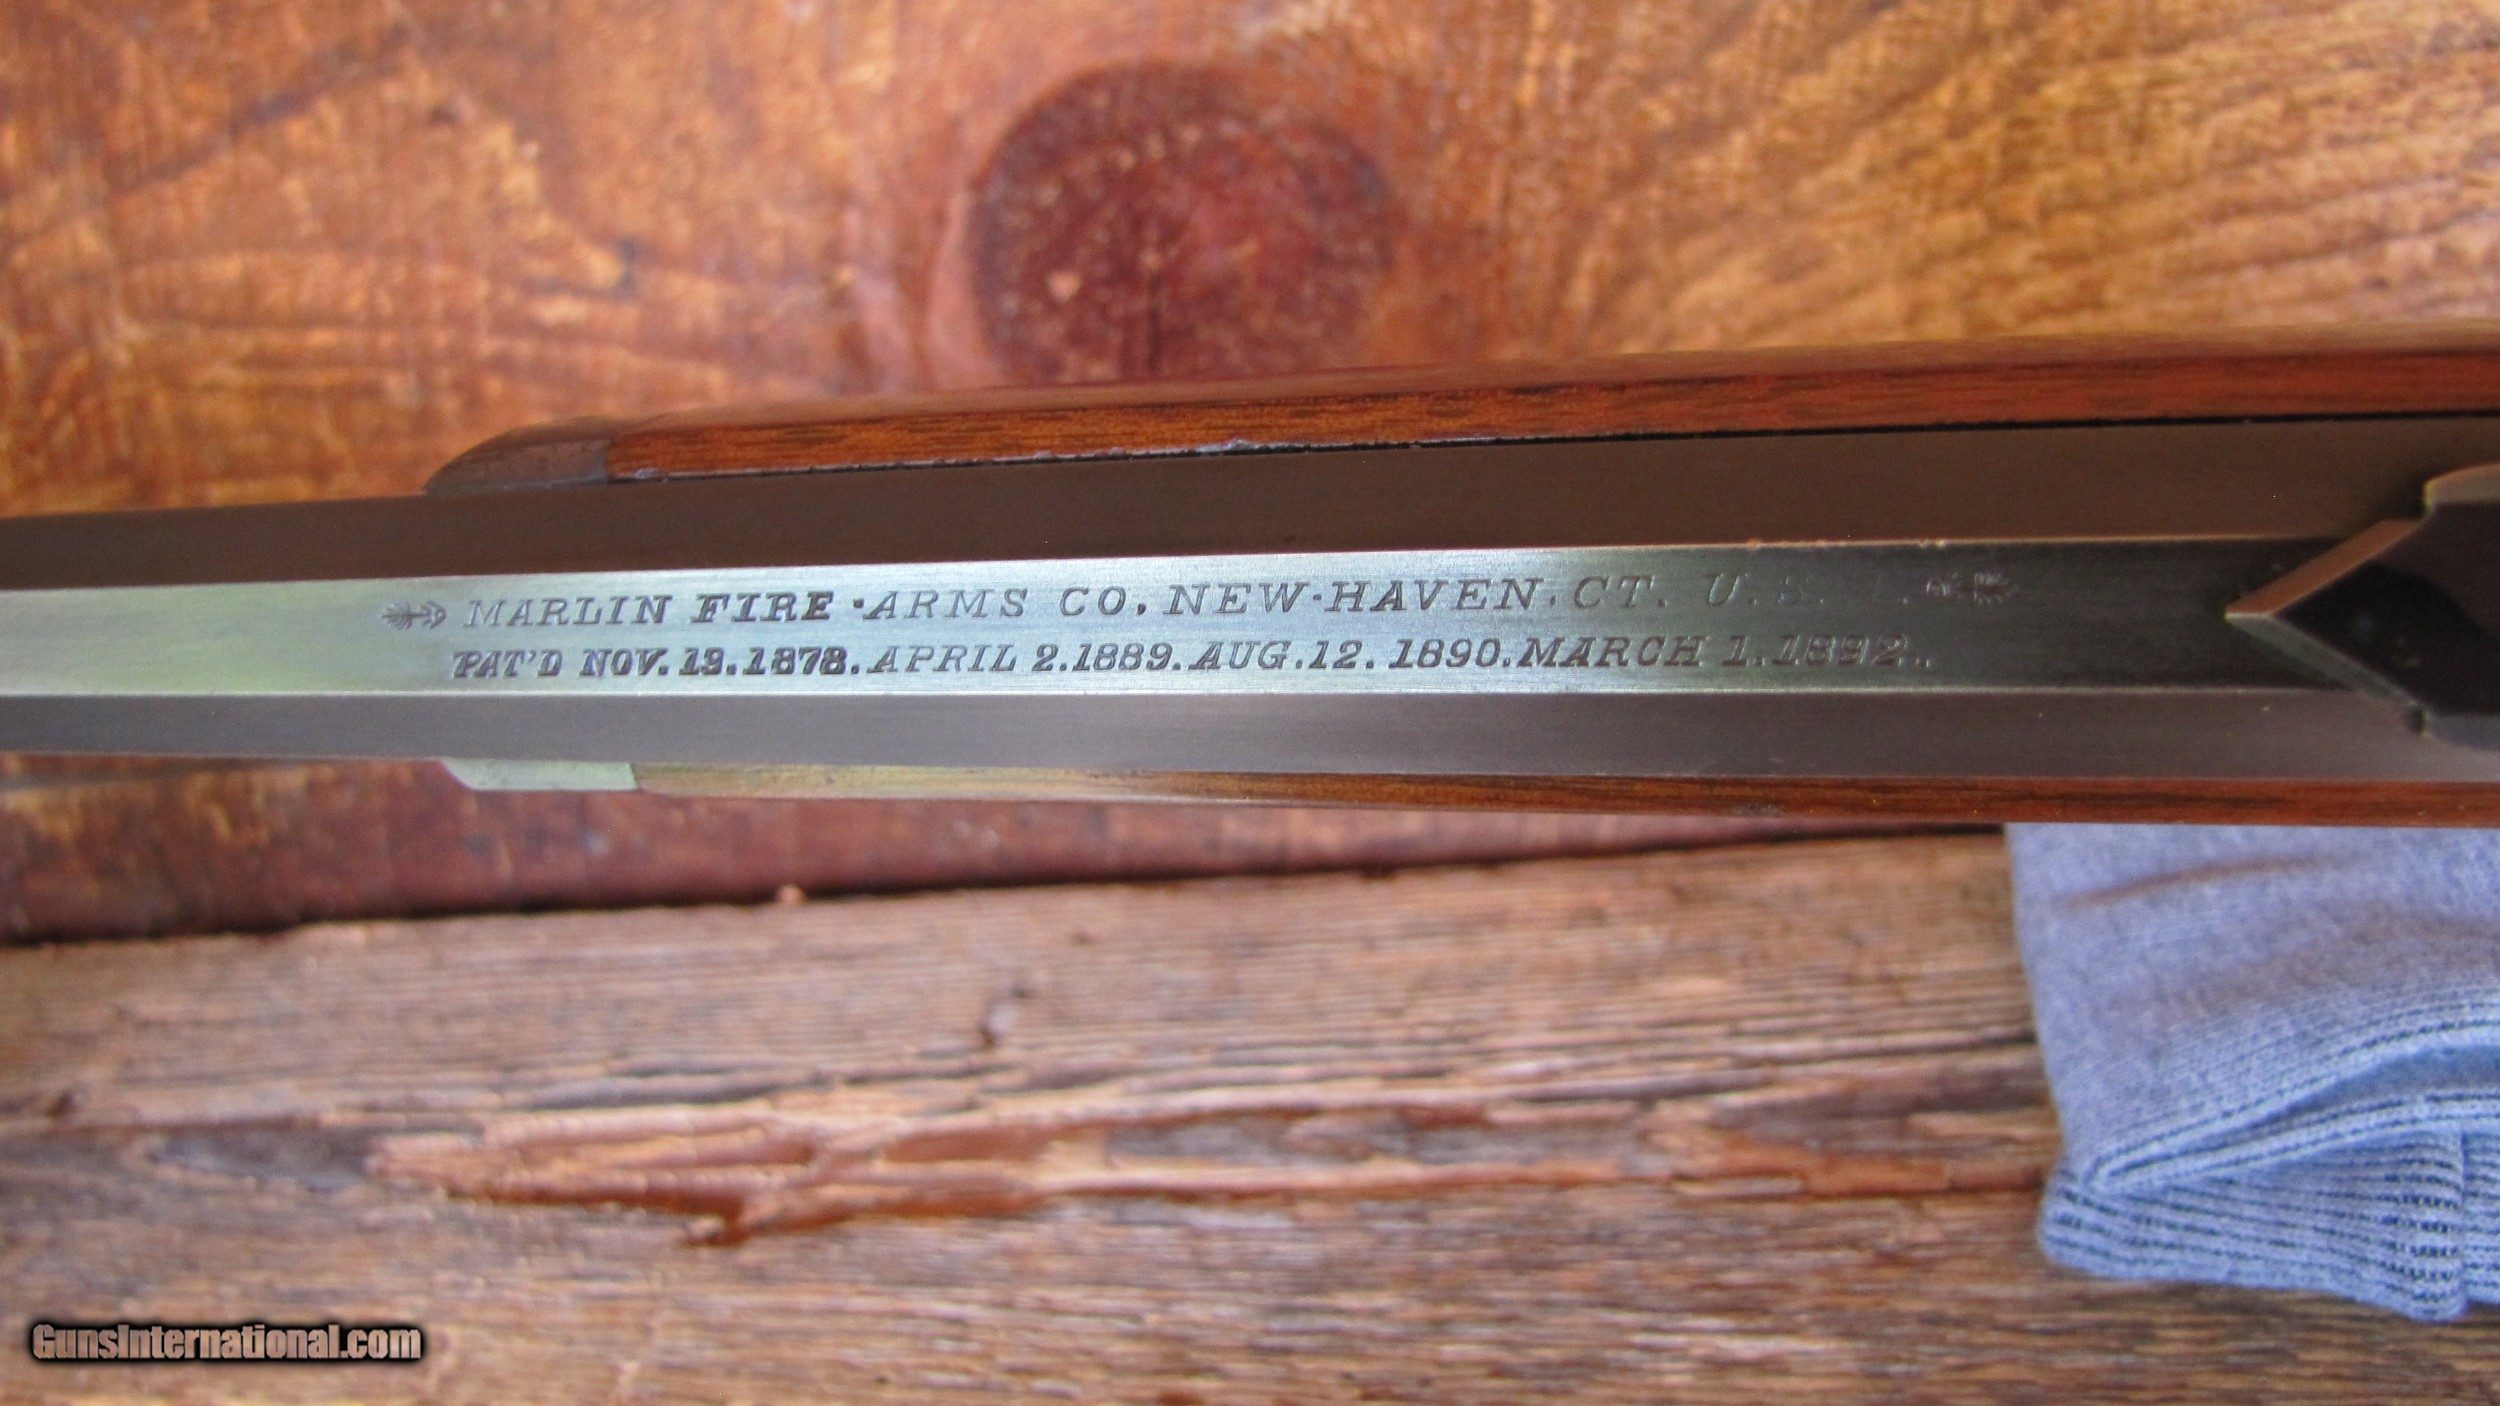 MARLIN FIRE-ARMS CO. NEW-HAVEN. CT. U.S.
PAT'D NOV. 19.1878. APRIL 2.1889. AUG.12.1890. MARCH 1.1892.
GunsInternational.com